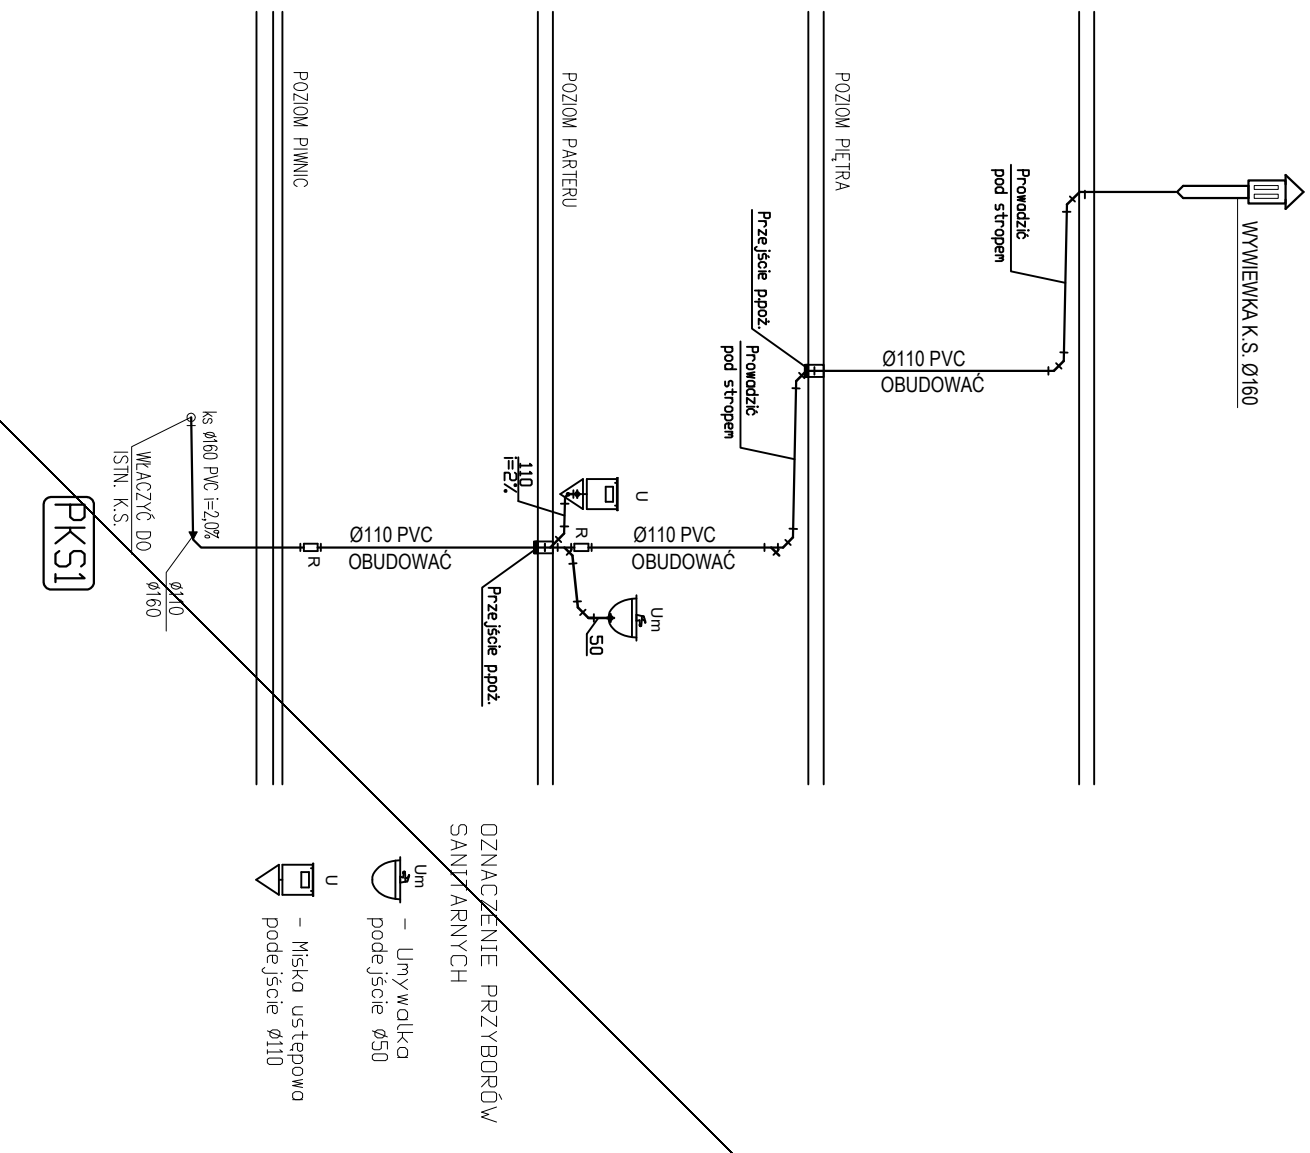 WYWIEWKA K.S. Ø160
Prowadzić
pod stropem
Ø110 PVC
OBUDOWAĆ
POZIOM PIĘTRA
Przejście p.poż.
Prowadzić
pod stropem
U
R
Ø110 PVC
OBUDOWAĆ
Um
50
POZIOM PARTERU
110
i=2%
Ø110 PVC
OBUDOWAĆ
Przejście p.poż.
R
POZIOM PIWNIC
ks Ø160 PVC i=2,0%
WŁĄCZYĆ DO
ISTN. K.S.
Ø110
Ø160
PKS1
OZNACZENIE PRZYBORÓW
SANITARNYCH
Um
- Umywalka
podejście Ø50
U
- Miska ustępowa
podejście Ø110